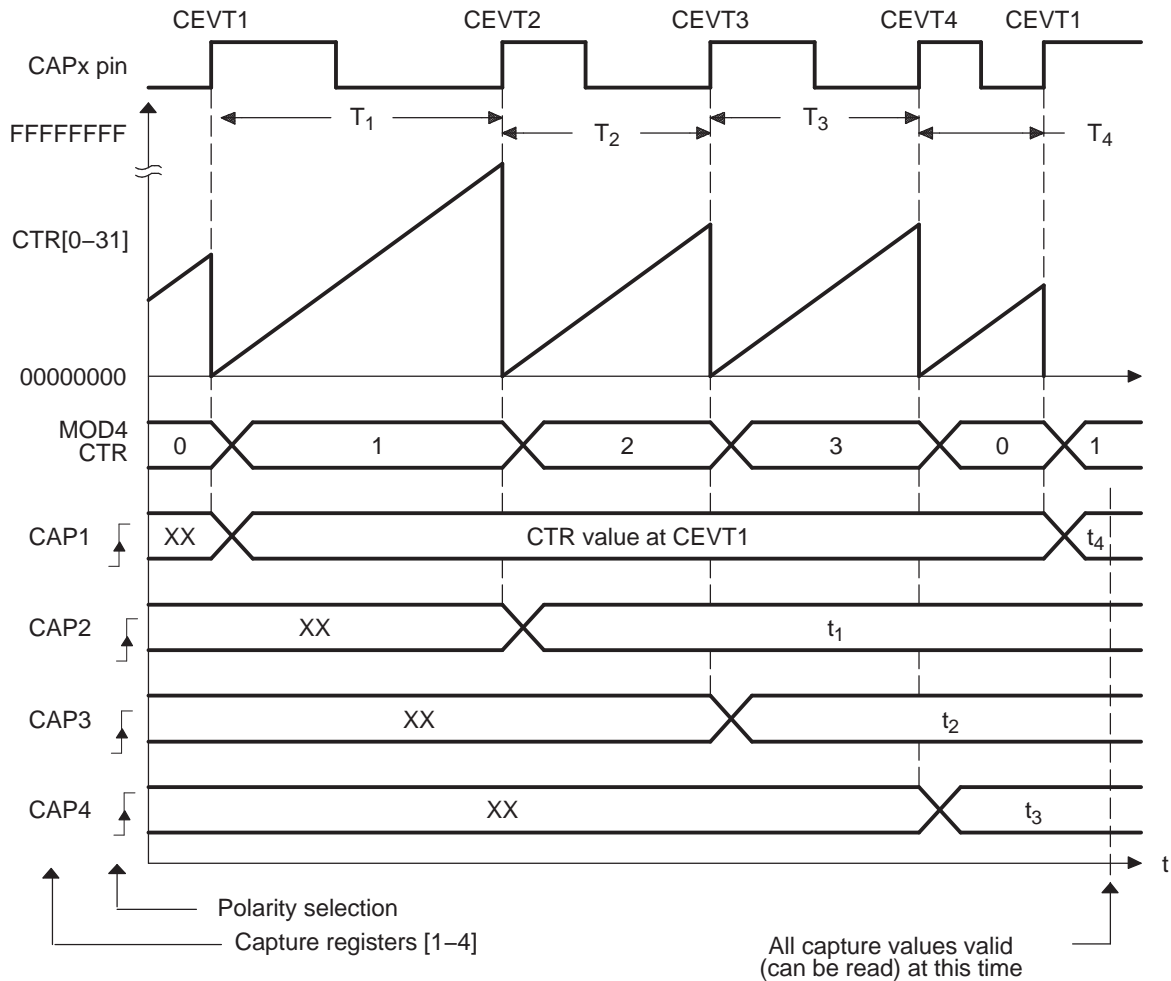 CEVT1 CEVT2 CEVT3 CEVT4 CEVT1
CAPx pin
T1 T2 T3 T4
FFFFFFFF
CTR[0−31]
00000000
MOD4
CTR
0 1 2 3 0 1
CAP1 XX CTR value at CEVT1 t4
CAP2 XX t1
CAP3 XX t2
CAP4 XX t3
t
Polarity selection
Capture registers [1−4]
All capture values valid
(can be read) at this time